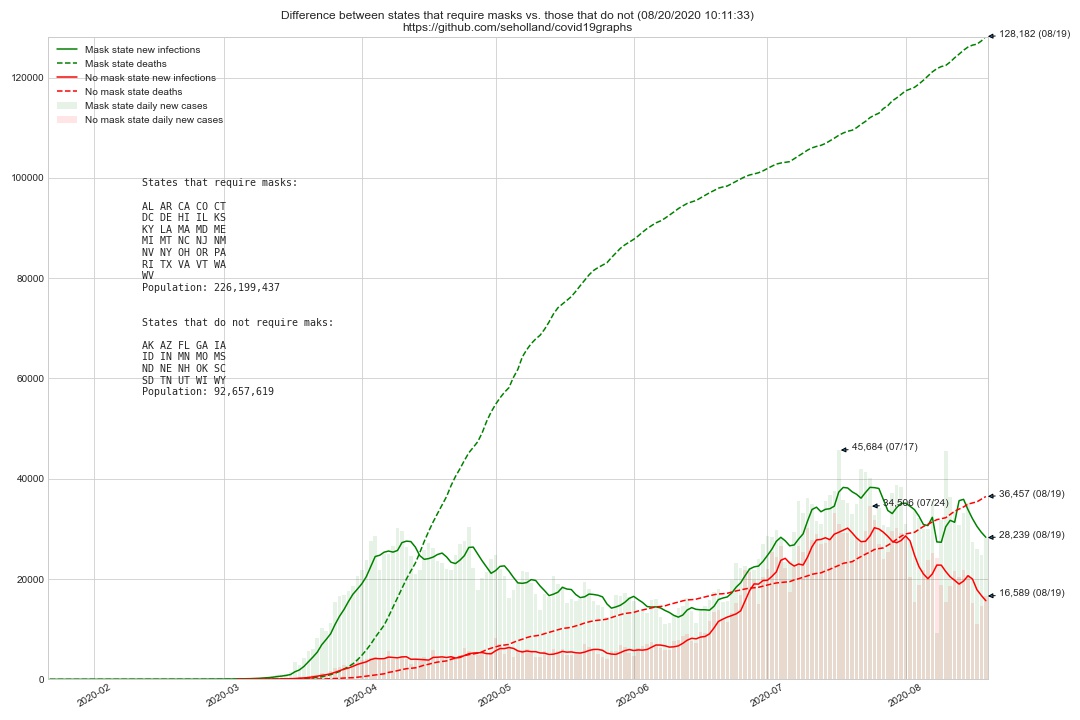 Difference between states that require masks vs. those that do not (08/20/2020 10:11:33)
https://github.com/seholland/covid19graphs
Mask state new infections
Mask state deaths
No mask state new infections
No mask state deaths
Mask state daily new cases
No mask state daily new cases
128,182 (08/19)
120000
100000
80000
60000
40000
20000
0
States that require masks:
AL AR CA CO CT
DC DE HI IL KS
KY LA MA MD ME
MI MT NC NJ NM
NV NY OH OR PA
RI TX VA VT WA
WV
Population: 226,199,437
States that do not require maks:
AK AZ FL GA IA
ID IN MN MO MS
ND NE NH OK SC
SD TN UT WI WY
Population: 92,657,619
45,684 (07/17)
34,506 (07/24)
36,457 (08/19)
28,239 (08/19)
16,589 (08/19)
2020-02
2020-03
2020-04
2020-05
2020-06
2020-07
2020-08